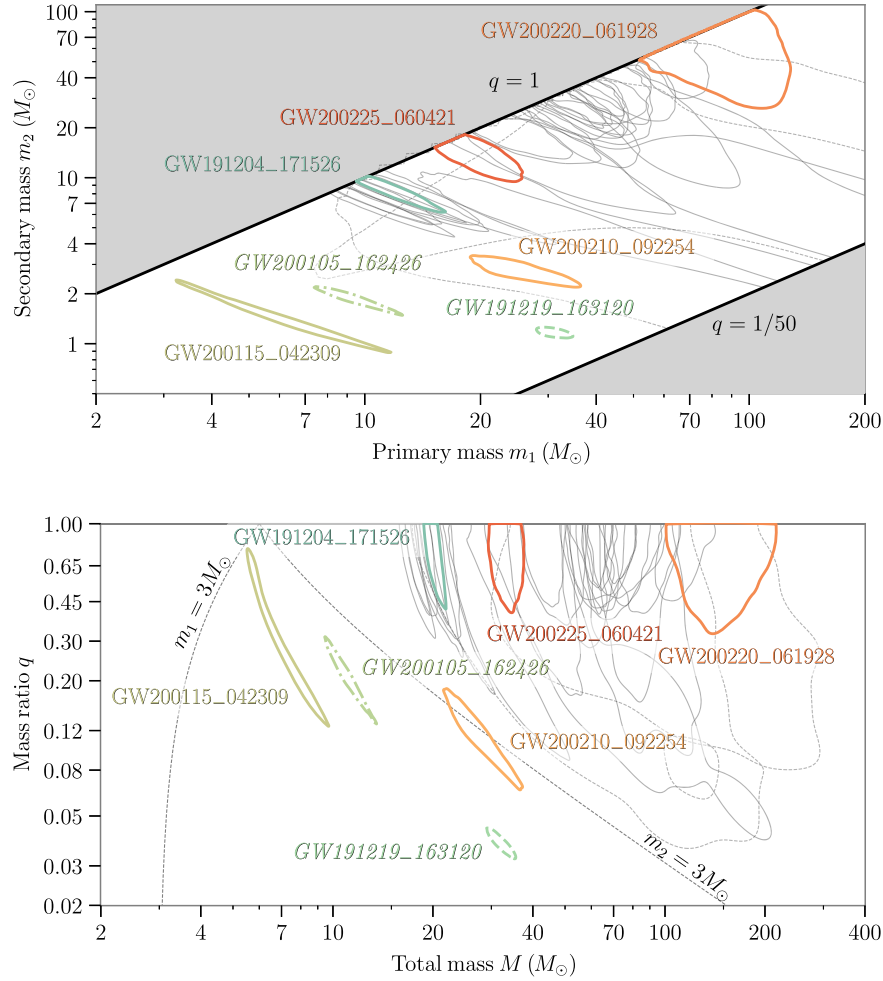 100
70
40
20
10
7
4
2
1
Secondary mass m₂ (M☉)
GW200220_061928
q = 1
GW200225_060421
GW191204_171526
GW200210_092254
GW200105_162426
GW191219_163120
q = 1/50
GW200115_042309
2 4 7 10 20 40 70 100 200
Primary mass m₁ (M☉)
1.00
0.65
0.45
0.30
0.20
0.12
0.08
0.05
0.03
0.02
Mass ratio q
GW191204_171526
m₁ = 3M☉
GW200225_060421
GW200220_061928
GW200105_162426
GW200115_042309
GW200210_092254
GW191219_163120
m₂ = 3M☉
2 4 7 10 20 40 70 100 200 400
Total mass M (M☉)